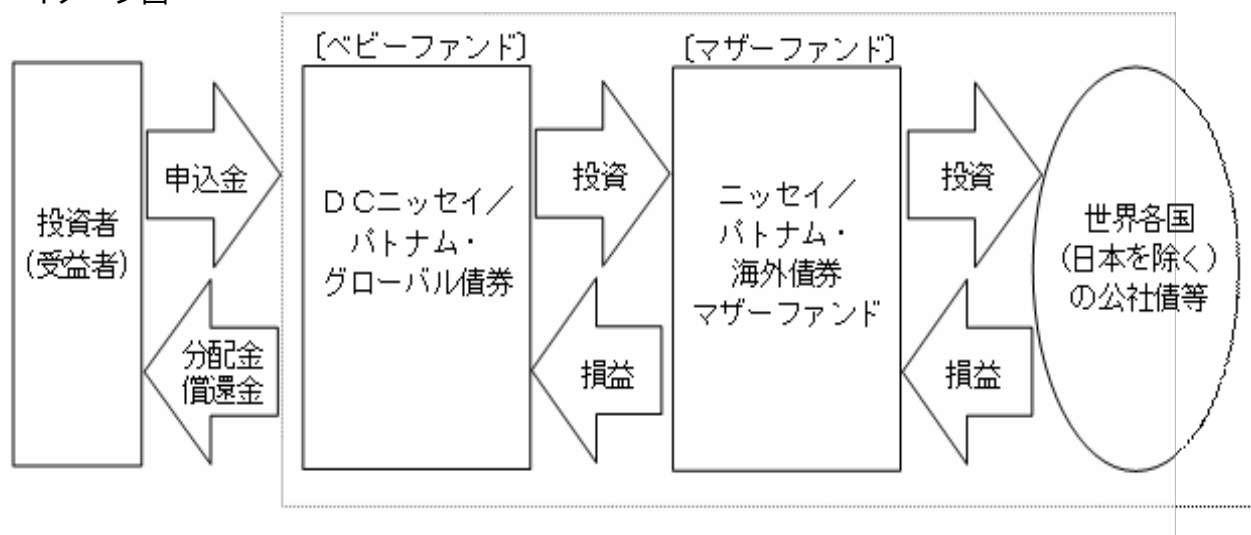 〔ベビーファンド〕
〔マザーファンド〕
投資者
(受益者)
申込金
分配金
償還金
DCニッセイ/
パトナム・
グローバル債券
投資
損益
ニッセイ/
パトナム・
海外債券
マザーファンド
投資
損益
世界各国
(日本を除く)
の公社債等